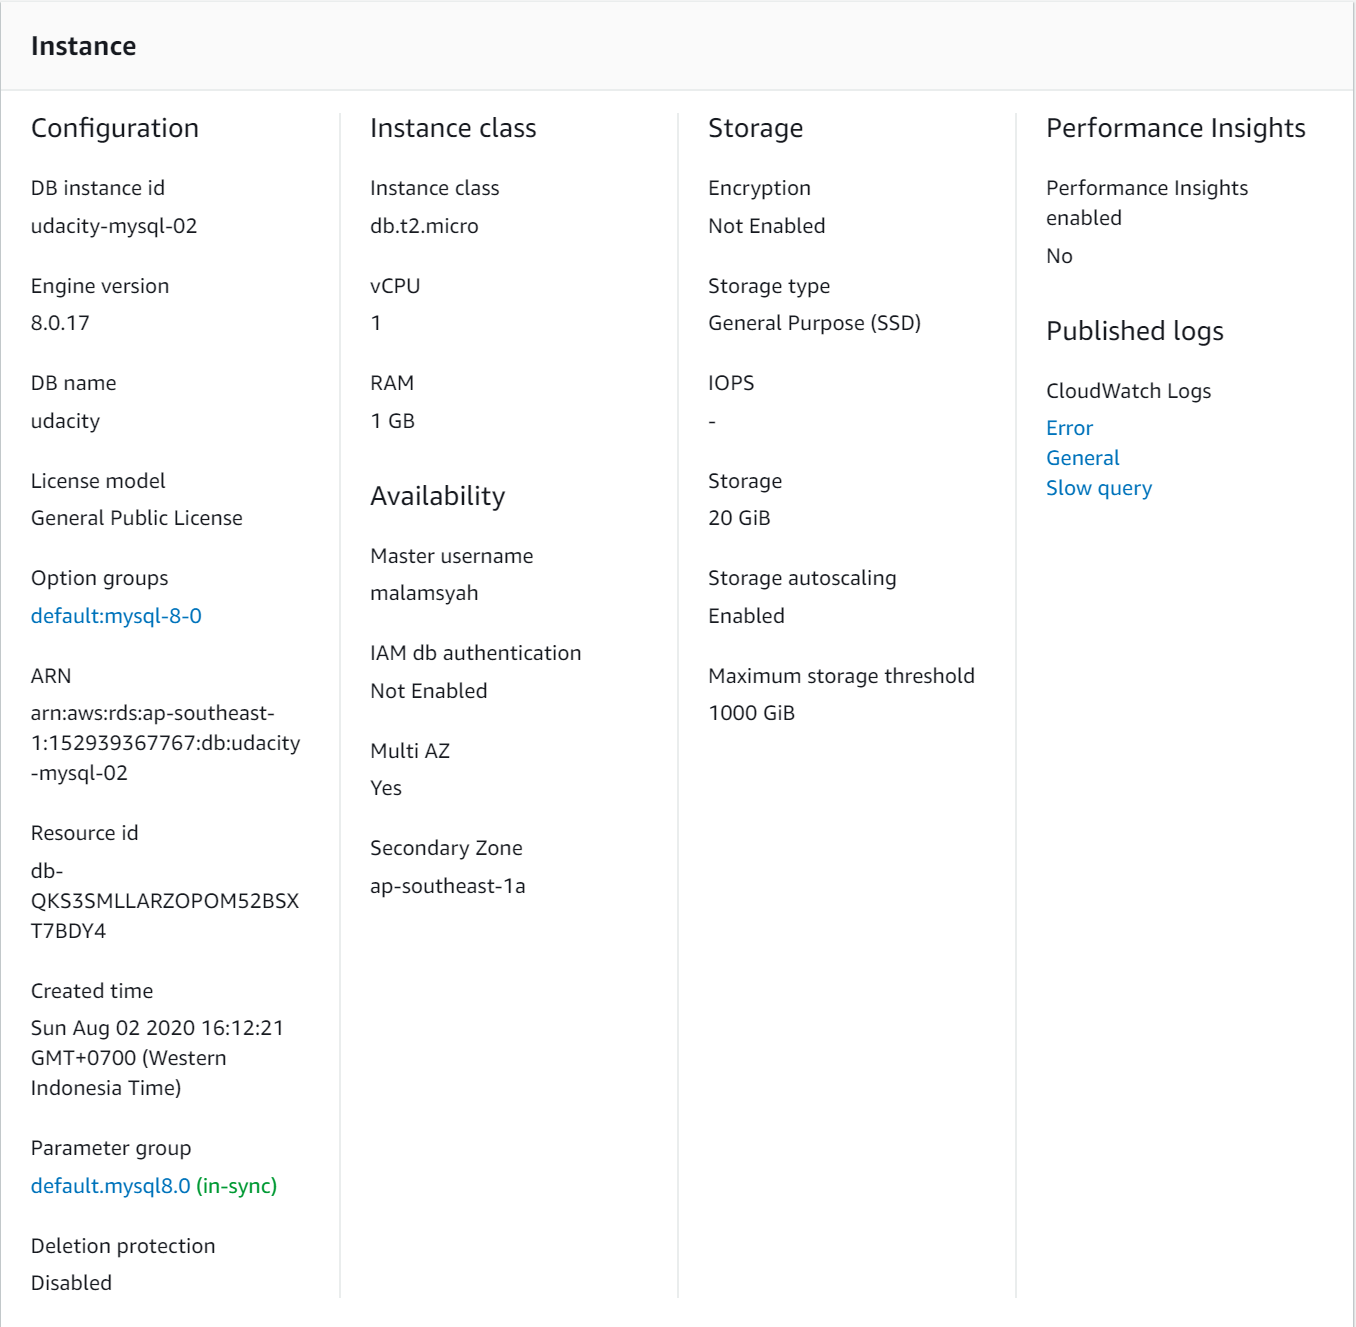 Instance
Configuration
DB instance id
udacity-mysql-02
Engine version
8.0.17
DB name
udacity
License model
General Public License
Option groups
default:mysql-8-0
ARN
arn:aws:rds:ap-southeast-
1:152939367767:db:udacity
-mysql-02
Resource id
db-
QKS3SMLLARZOPOM52BSX
T7BDY4
Created time
Sun Aug 02 2020 16:12:21
GMT+0700 (Western
Indonesia Time)
Parameter group
default.mysql8.0 (in-sync)
Deletion protection
Disabled
Instance class
Instance class
db.t2.micro
vCPU
1
RAM
1 GB
Availability
Master username
malamsyah
IAM db authentication
Not Enabled
Multi AZ
Yes
Secondary Zone
ap-southeast-1a
Storage
Encryption
Not Enabled
Storage type
General Purpose (SSD)
IOPS
-
Storage
20 GiB
Storage autoscaling
Enabled
Maximum storage threshold
1000 GiB
Performance Insights
Performance Insights
enabled
No
Published logs
CloudWatch Logs
Error
General
Slow query